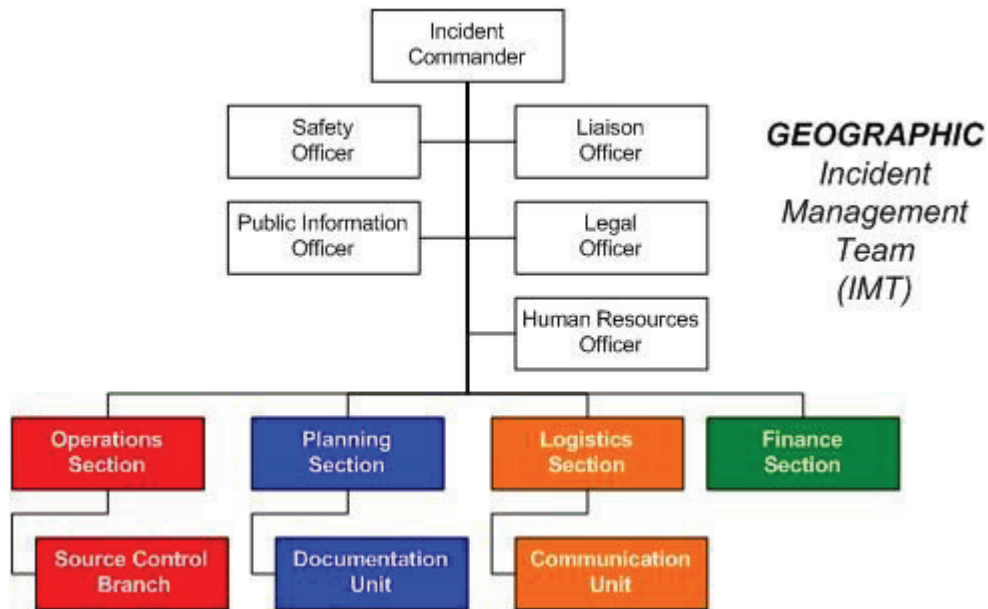 Incident
Commander
Safety
Officer
Liaison
Officer
GEOGRAPHIC
Incident
Management
Team
(IMT)
Public Information
Officer
Legal
Officer
Human Resources
Officer
Operations
Section
Planning
Section
Logistics
Section
Finance
Section
Source Control
Branch
Documentation
Unit
Communication
Unit